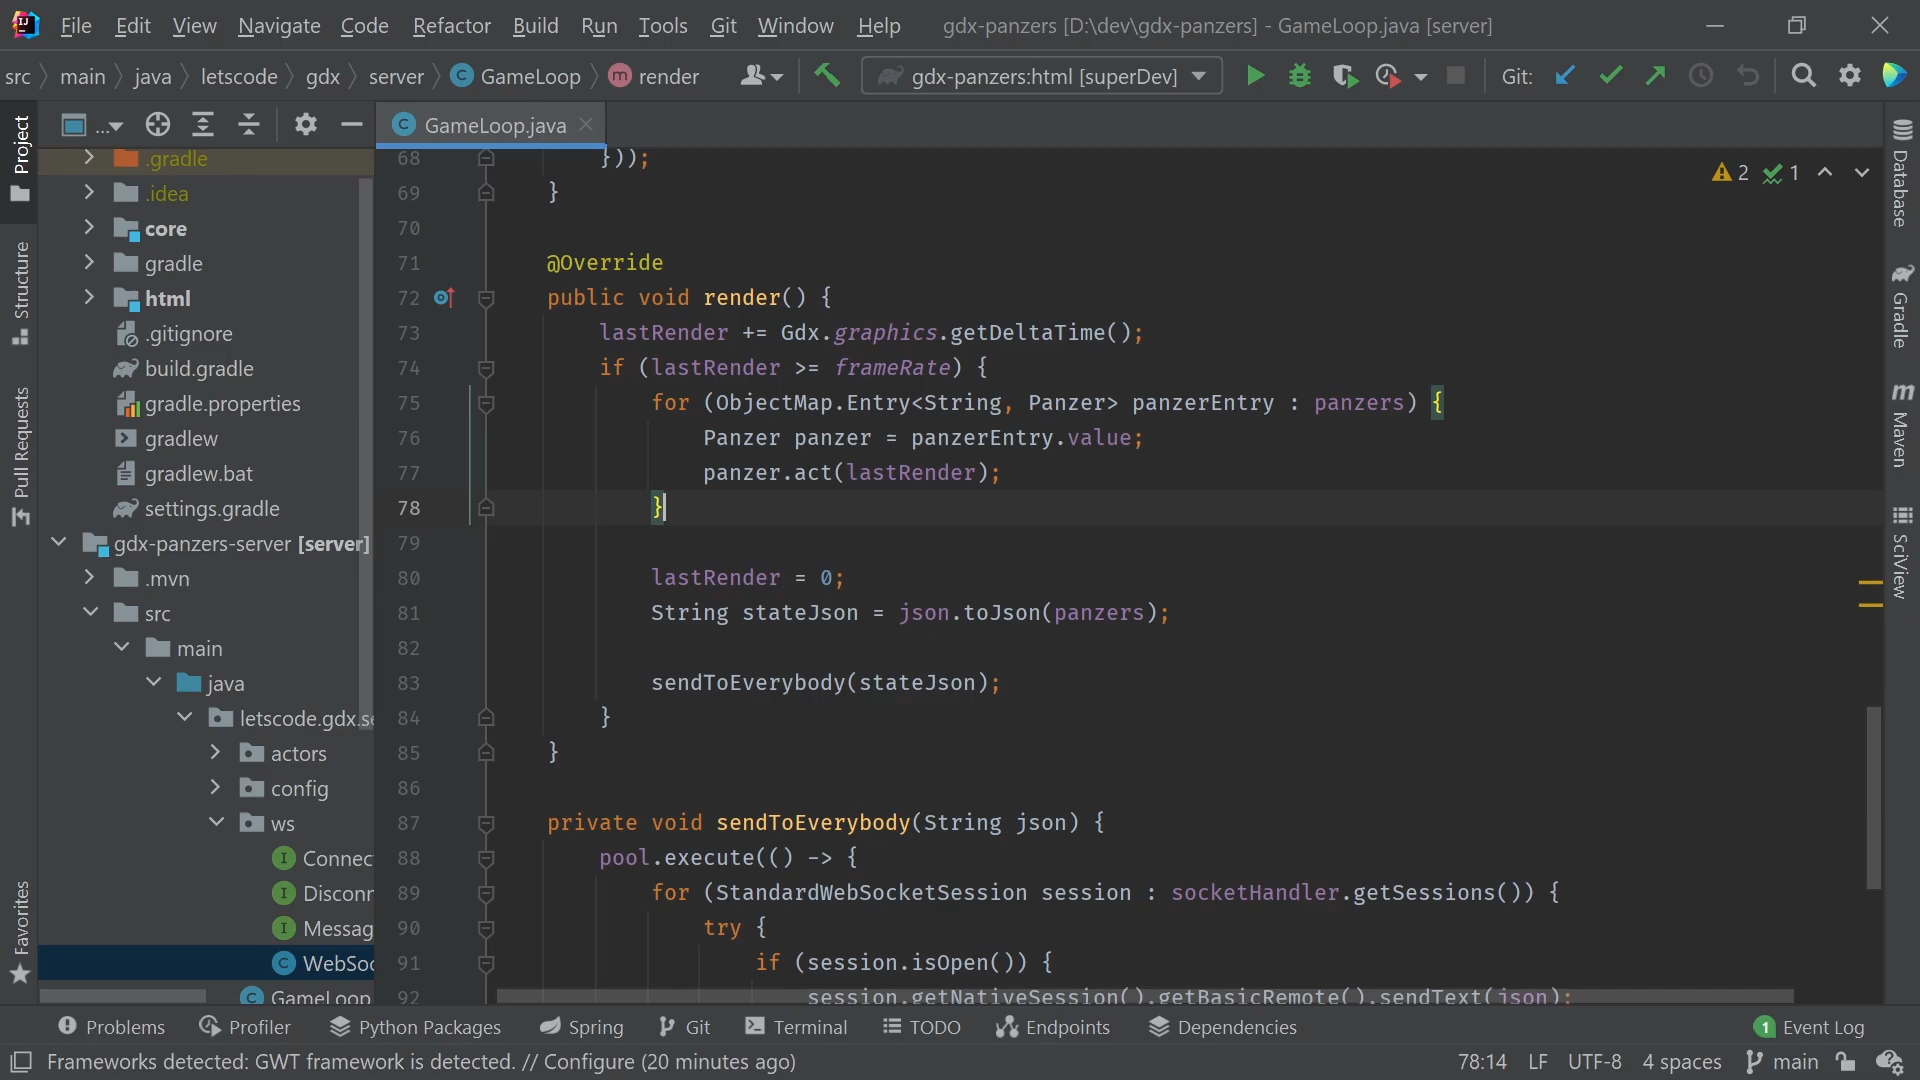 File Edit View Navigate Code Refactor Build Run Tools Git Window Help gdx-panzers [D:\dev\gdx-panzers] - GameLoop.java [server]
src main java letscode gdx server GameLoop render gdx-panzers:html [superDev] Git:
Project
Structure
Pull Requests
Favorites
... GameLoop.java
.gradle
.idea
core
gradle
html
.gitignore
build.gradle
gradle.properties
gradlew
gradlew.bat
settings.gradle
gdx-panzers-server [server]
.mvn
src
main
java
letscode.gdx.se
actors
config
ws
Connec
Disconn
Messag
WebSoc
GameLoop
2 1
68 }));
69 }
70
71 @Override
72 public void render() {
73 lastRender += Gdx.graphics.getDeltaTime();
74 if (lastRender >= frameRate) {
75 for (ObjectMap.Entry<String, Panzer> panzerEntry : panzers) {
76 Panzer panzer = panzerEntry.value;
77 panzer.act(lastRender);
78 }
79
80 lastRender = 0;
81 String stateJson = json.toJson(panzers);
82
83 sendToEverybody(stateJson);
84 }
85 }
86
87 private void sendToEverybody(String json) {
88 pool.execute(() -> {
89 for (StandardWebSocketSession session : socketHandler.getSessions()) {
90 try {
91 if (session.isOpen()) {
92 session.getNativeSession().getBasicRemote().sendText(json);
Database
Gradle
Maven
SciView
Problems Profiler Python Packages Spring Git Terminal TODO Endpoints Dependencies 1 Event Log
Frameworks detected: GWT framework is detected. // Configure (20 minutes ago) 78:14 LF UTF-8 4 spaces main